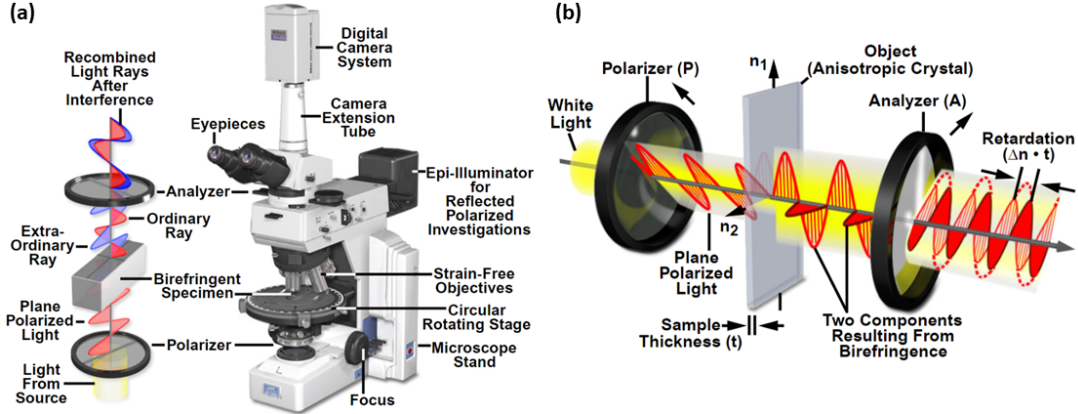 (a)
Recombined
Light Rays
After
Interference
Digital
Camera
System
Camera
Extension
Tube
Eyepieces
Epi-Illuminator
for
Reflected
Polarized
Investigations
Analyzer
Ordinary
Ray
Extra-
Ordinary
Ray
Birefringent
Specimen
Strain-Free
Objectives
Circular
Rotating Stage
Plane
Polarized
Light
Polarizer
Microscope
Stand
Light
From
Source
Focus
(b)
Polarizer (P)
White
Light
n1
Object
(Anisotropic Crystal)
Analyzer (A)
Retardation
(Δn • t)
n2
Plane
Polarized
Light
Sample
Thickness (t)
Two Components
Resulting From
Birefringence